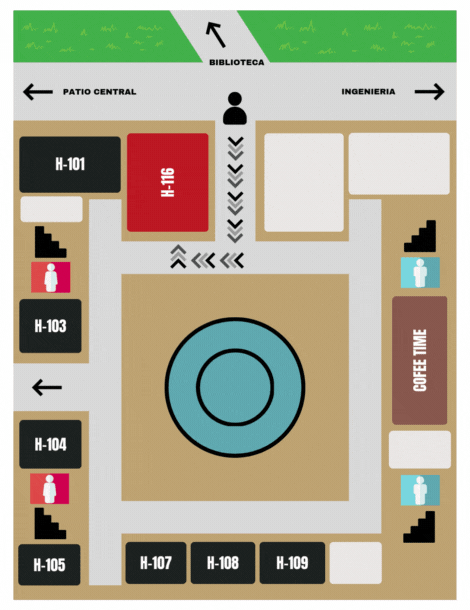 BIBLIOTECA
PATIO CENTRAL
INGENIERIA
H-101
H-116
H-103
COFEE TIME
H-104
H-105
H-107
H-108
H-109